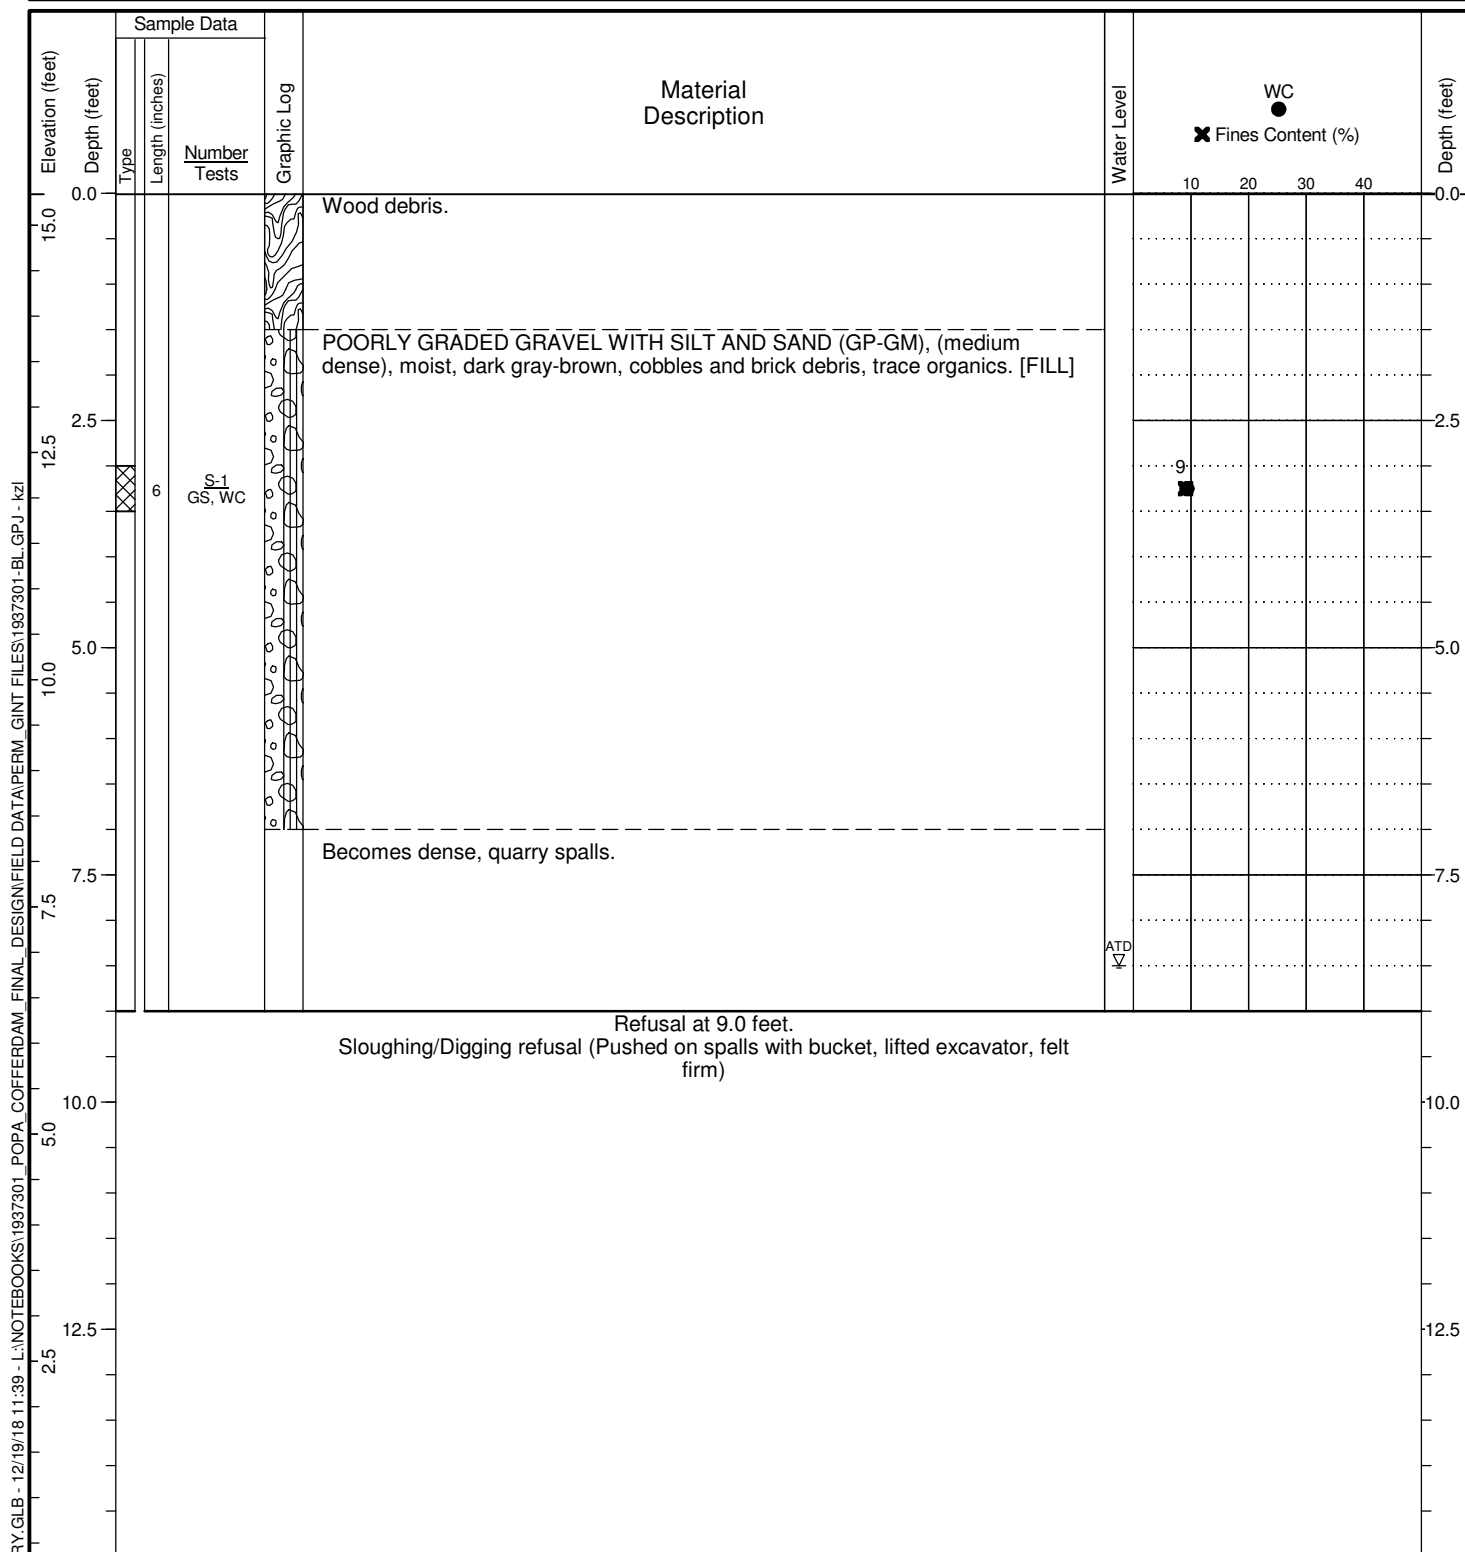 Sample Data
Elevation (feet)
Depth (feet)
Type
Length (inches)
Number
Tests
Graphic Log
Material
Description
Water Level
WC
Fines Content (%)
Depth (feet)
10 20 30 40
0.0
0.0
15.0
Wood debris.
POORLY GRADED GRAVEL WITH SILT AND SAND (GP-GM), (medium
dense), moist, dark gray-brown, cobbles and brick debris, trace organics. [FILL]
2.5
2.5
12.5
9
6
S-1
GS, WC
5.0
5.0
10.0
Becomes dense, quarry spalls.
7.5
7.5
7.5
ATD
Refusal at 9.0 feet.
Sloughing/Digging refusal (Pushed on spalls with bucket, lifted excavator, felt
firm)
10.0
10.0
5.0
12.5
12.5
2.5
RY.GLB - 12/19/18 11:39 - L:\NOTEBOOKS\1937301_POPA_COFFERDAM_FINAL_DESIGN\FIELD DATA\PERM_GINT FILES\1937301-BL.GPJ - kzl